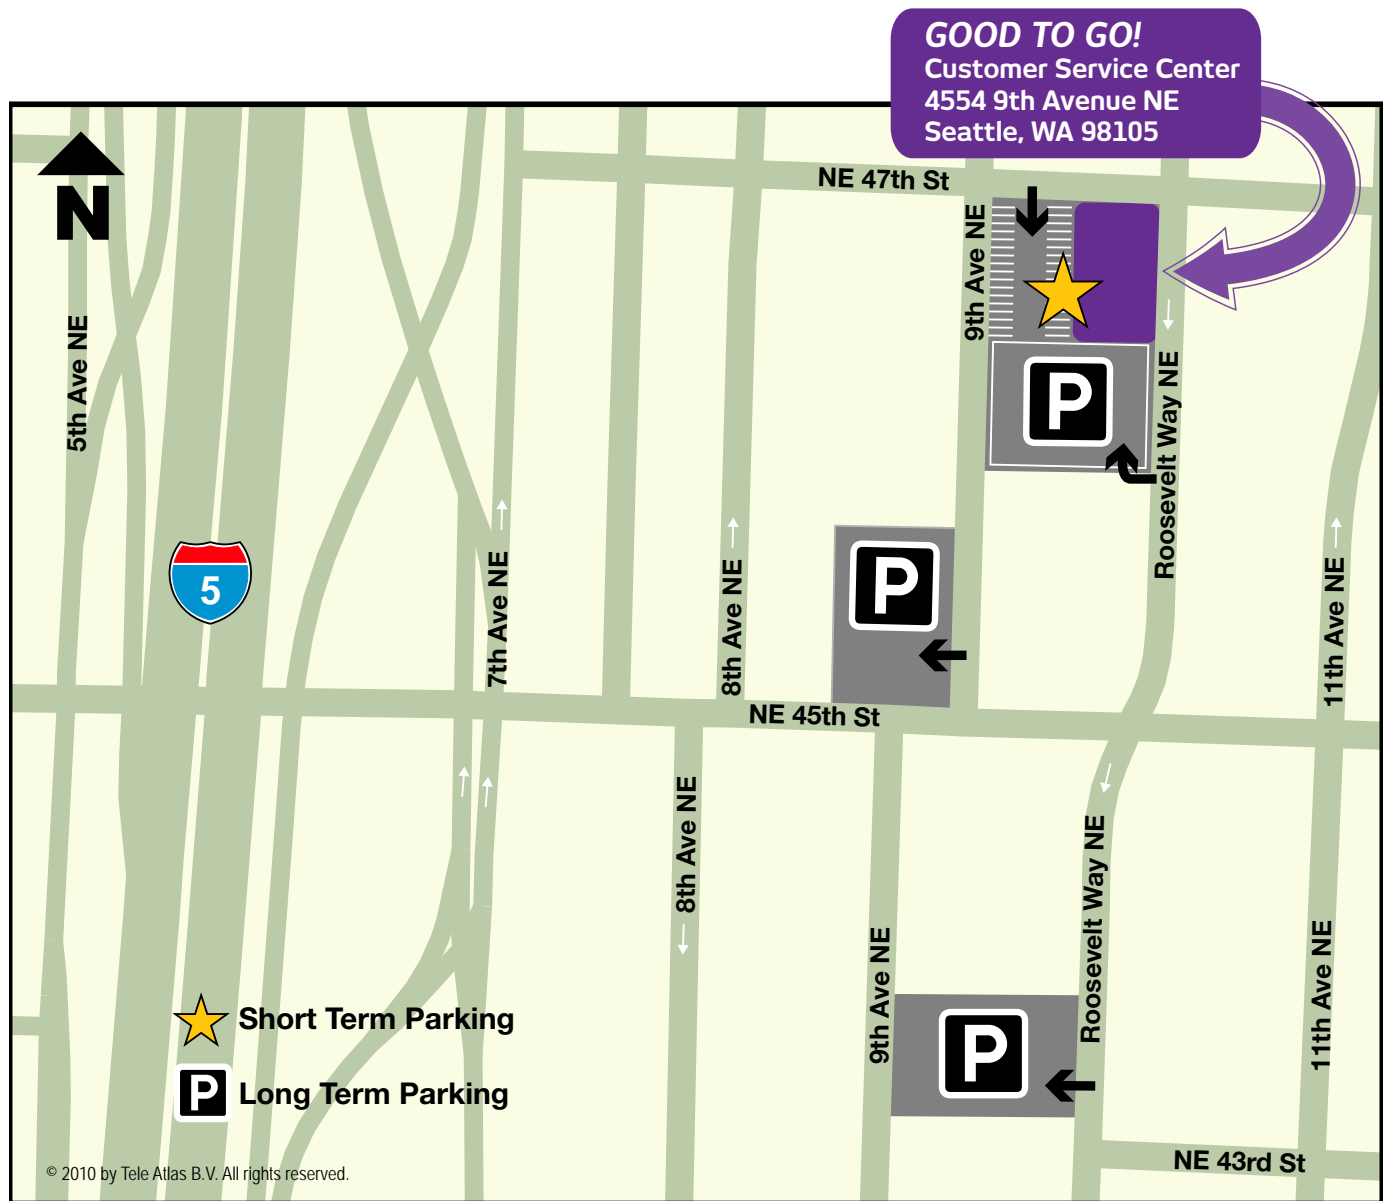 GOOD TO GO!
Customer Service Center
4554 9th Avenue NE
Seattle, WA 98105
N
NE 47th St
9th Ave NE
5th Ave NE
P
Roosevelt Way NE
5
7th Ave NE
8th Ave NE
P
11th Ave NE
NE 45th St
8th Ave NE
Roosevelt Way NE
9th Ave NE
11th Ave NE
Short Term Parking
P
P
Long Term Parking
NE 43rd St
© 2010 by Tele Atlas B.V. All rights reserved.